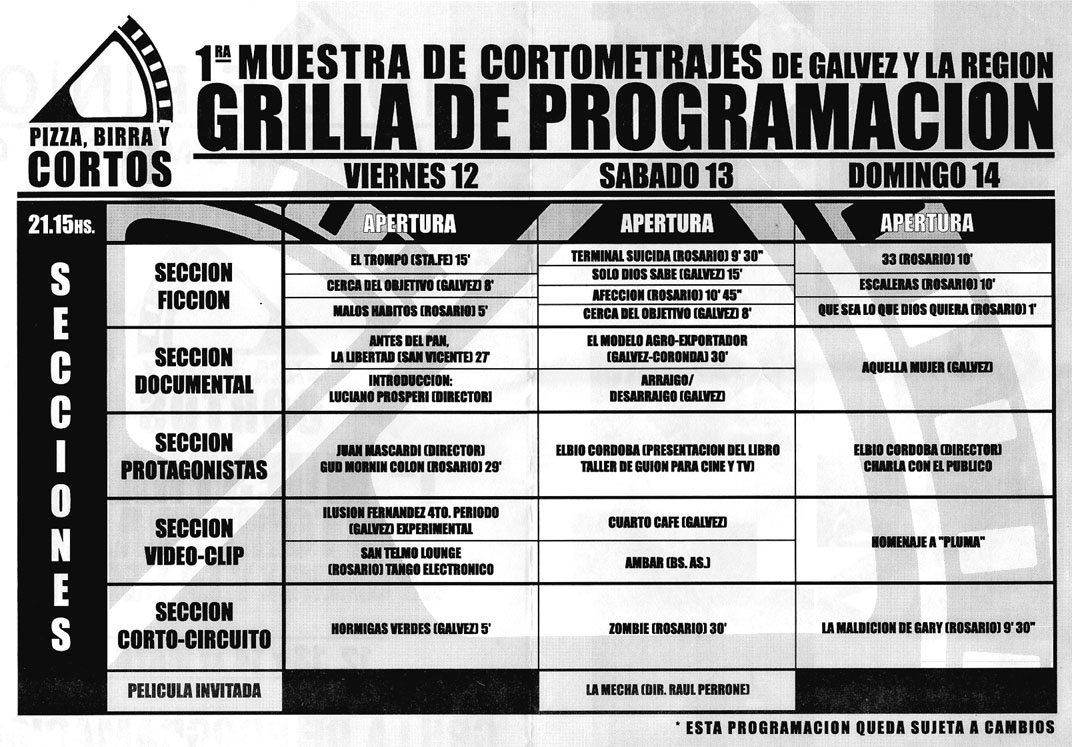 PIZZA, BIRRA Y
CORTOS
1RA MUESTRA DE CORTOMETRAJES DE GALVEZ Y LA REGION
GRILLA DE PROGRAMACION
VIERNES 12
SABADO 13
DOMINGO 14
21.15HS.
APERTURA
APERTURA
APERTURA
SECCIONES
SECCION
FICCION
EL TROMPO (STA.FE) 15'
CERCA DEL OBJETIVO (GALVEZ) 8'
MALOS HABITOS (ROSARIO) 5'
TERMINAL SUICIDA (ROSARIO) 9' 30"
SOLO DIOS SABE (GALVEZ) 15'
AFECCION (ROSARIO) 10' 45"
CERCA DEL OBJETIVO (GALVEZ) 8'
33 (ROSARIO) 10'
ESCALERAS (ROSARIO) 10'
QUE SEA LO QUE DIOS QUIERA (ROSARIO) 1'
SECCION
DOCUMENTAL
ANTES DEL PAN,
LA LIBERTAD (SAN VICENTE) 27'
INTRODUCCION:
LUCIANO PROSPERI (DIRECTOR)
EL MODELO AGRO-EXPORTADOR
(GALVEZ-CORONDA) 30'
ARRAIGO/
DESARRAIGO (GALVEZ)
AQUELLA MUJER (GALVEZ)
SECCION
PROTAGONISTAS
JUAN MASCARDI (DIRECTOR)
GUD MORNIN COLON (ROSARIO) 29'
ELBIO CORDOBA (PRESENTACION DEL LIBRO
TALLER DE GUION PARA CINE Y TV)
ELBIO CORDOBA (DIRECTOR)
CHARLA CON EL PUBLICO
SECCION
VIDEO-CLIP
ILUSION FERNANDEZ 4TO. PERIODO
(GALVEZ) EXPERIMENTAL
SAN TELMO LOUNGE
(ROSARIO) TANGO ELECTRONICO
CUARTO CAFE (GALVEZ)
AMBAR (BS. AS.)
HOMENAJE A "PLUMA"
SECCION
CORTO-CIRCUITO
HORMIGAS VERDES (GALVEZ) 5'
ZOMBIE (ROSARIO) 30'
LA MALDICION DE GARY (ROSARIO) 9' 30"
PELICULA INVITADA
LA MECHA (DIR. RAUL PERRONE)
* ESTA PROGRAMACION QUEDA SUJETA A CAMBIOS